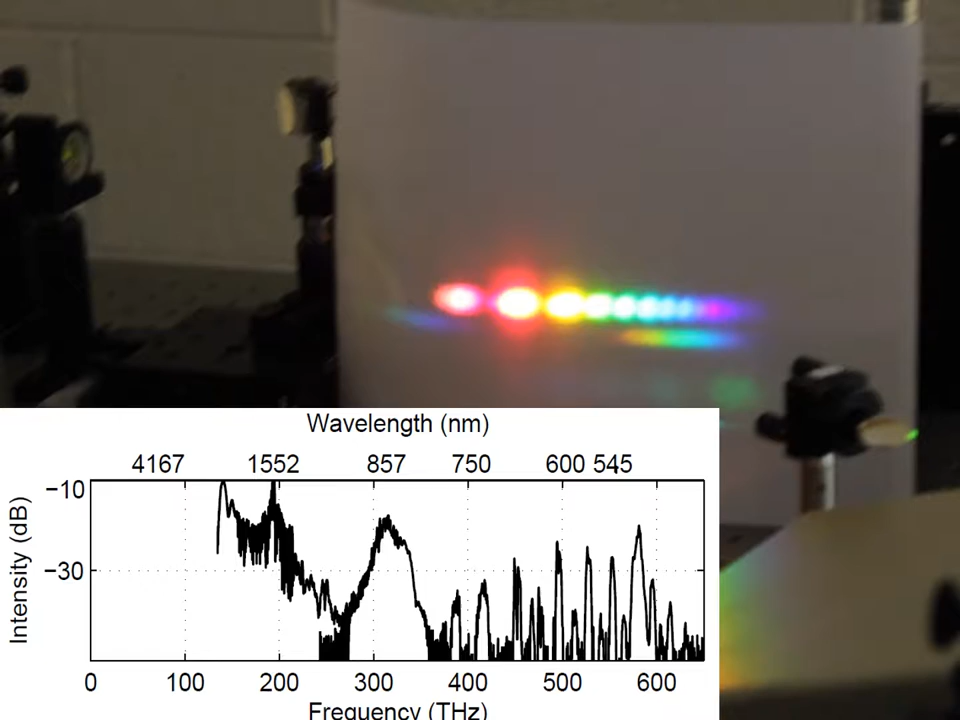 Wavelength (nm)
4167 1552 857 750 600 545
−10
−30
Intensity (dB)
0 100 200 300 400 500 600
Frequency (THz)